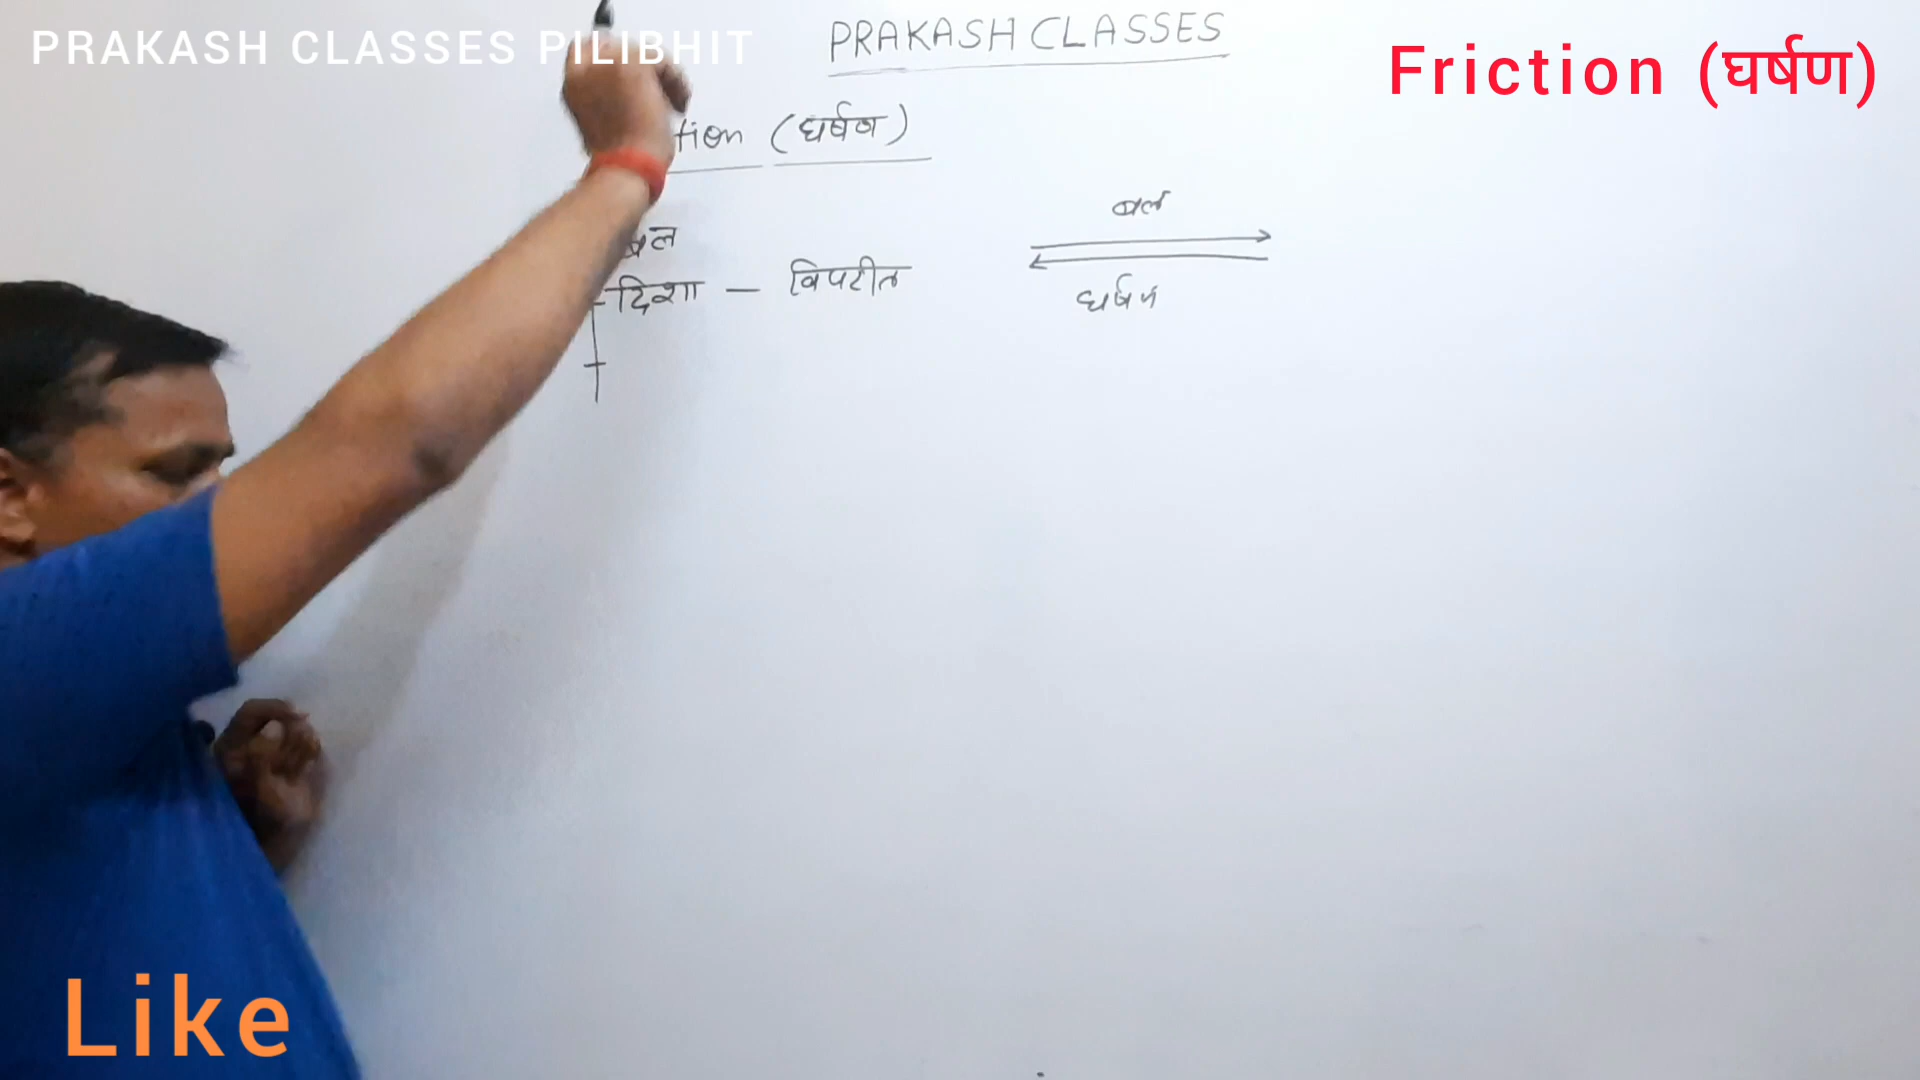 PRAKASH CLASSES PILIBHIT
PRAKASH CLASSES
Friction (घर्षण)
tion (घर्षण)
बल
बल
दिशा — विपरीत
घर्षण
Like